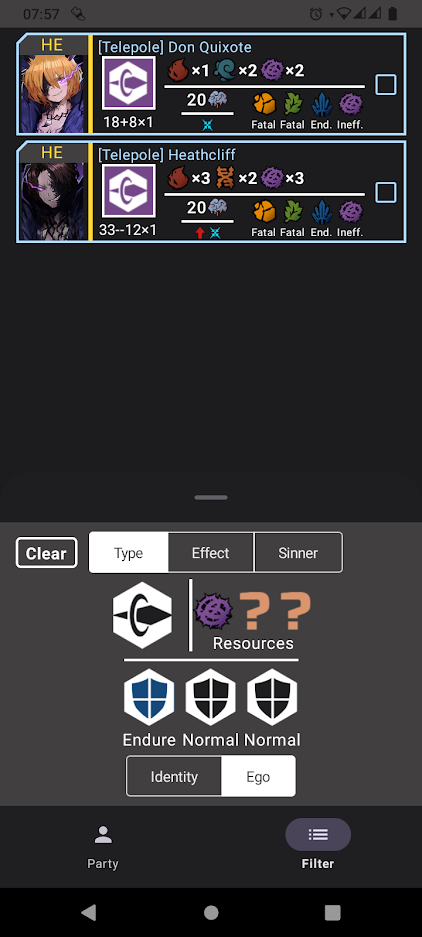 07:57
HE
[Telepole] Don Quixote
×1 ×2 ×2
20
18+8×1
Fatal Fatal End. Ineff.
HE
[Telepole] Heathcliff
×3 ×2 ×3
20
33--12×1
Fatal Fatal End. Ineff.
Clear Type Effect Sinner
? ?
Resources
Endure Normal Normal
Identity Ego
Party Filter